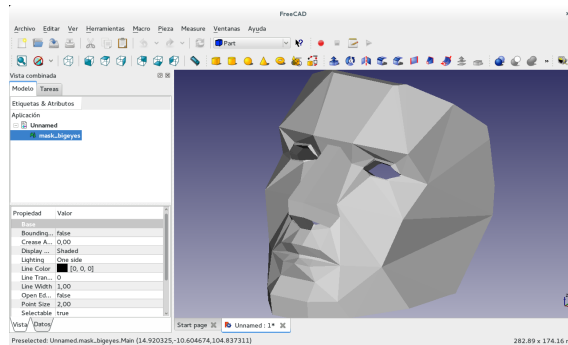 FreeCAD
Archivo Editar Ver Herramientas Macro Pieza Measure Ventanas Ayuda
Part
Vista combinada
Modelo Tareas
Etiquetas & Atributos
Aplicación
Unnamed
mask_bigeyes
Propiedad Valor
Base
Bounding... false
Crease A... 0,00
Display ... Shaded
Lighting One side
Line Color [0, 0, 0]
Line Tran... 0
Line Width 1,00
Open Ed... false
Point Size 2,00
Selectable true
Vista Datos
Start page Unnamed : 1*
Preselected: Unnamed.mask_bigeyes.Main (14.920325,-10.604674,104.837311)
282.89 x 174.16